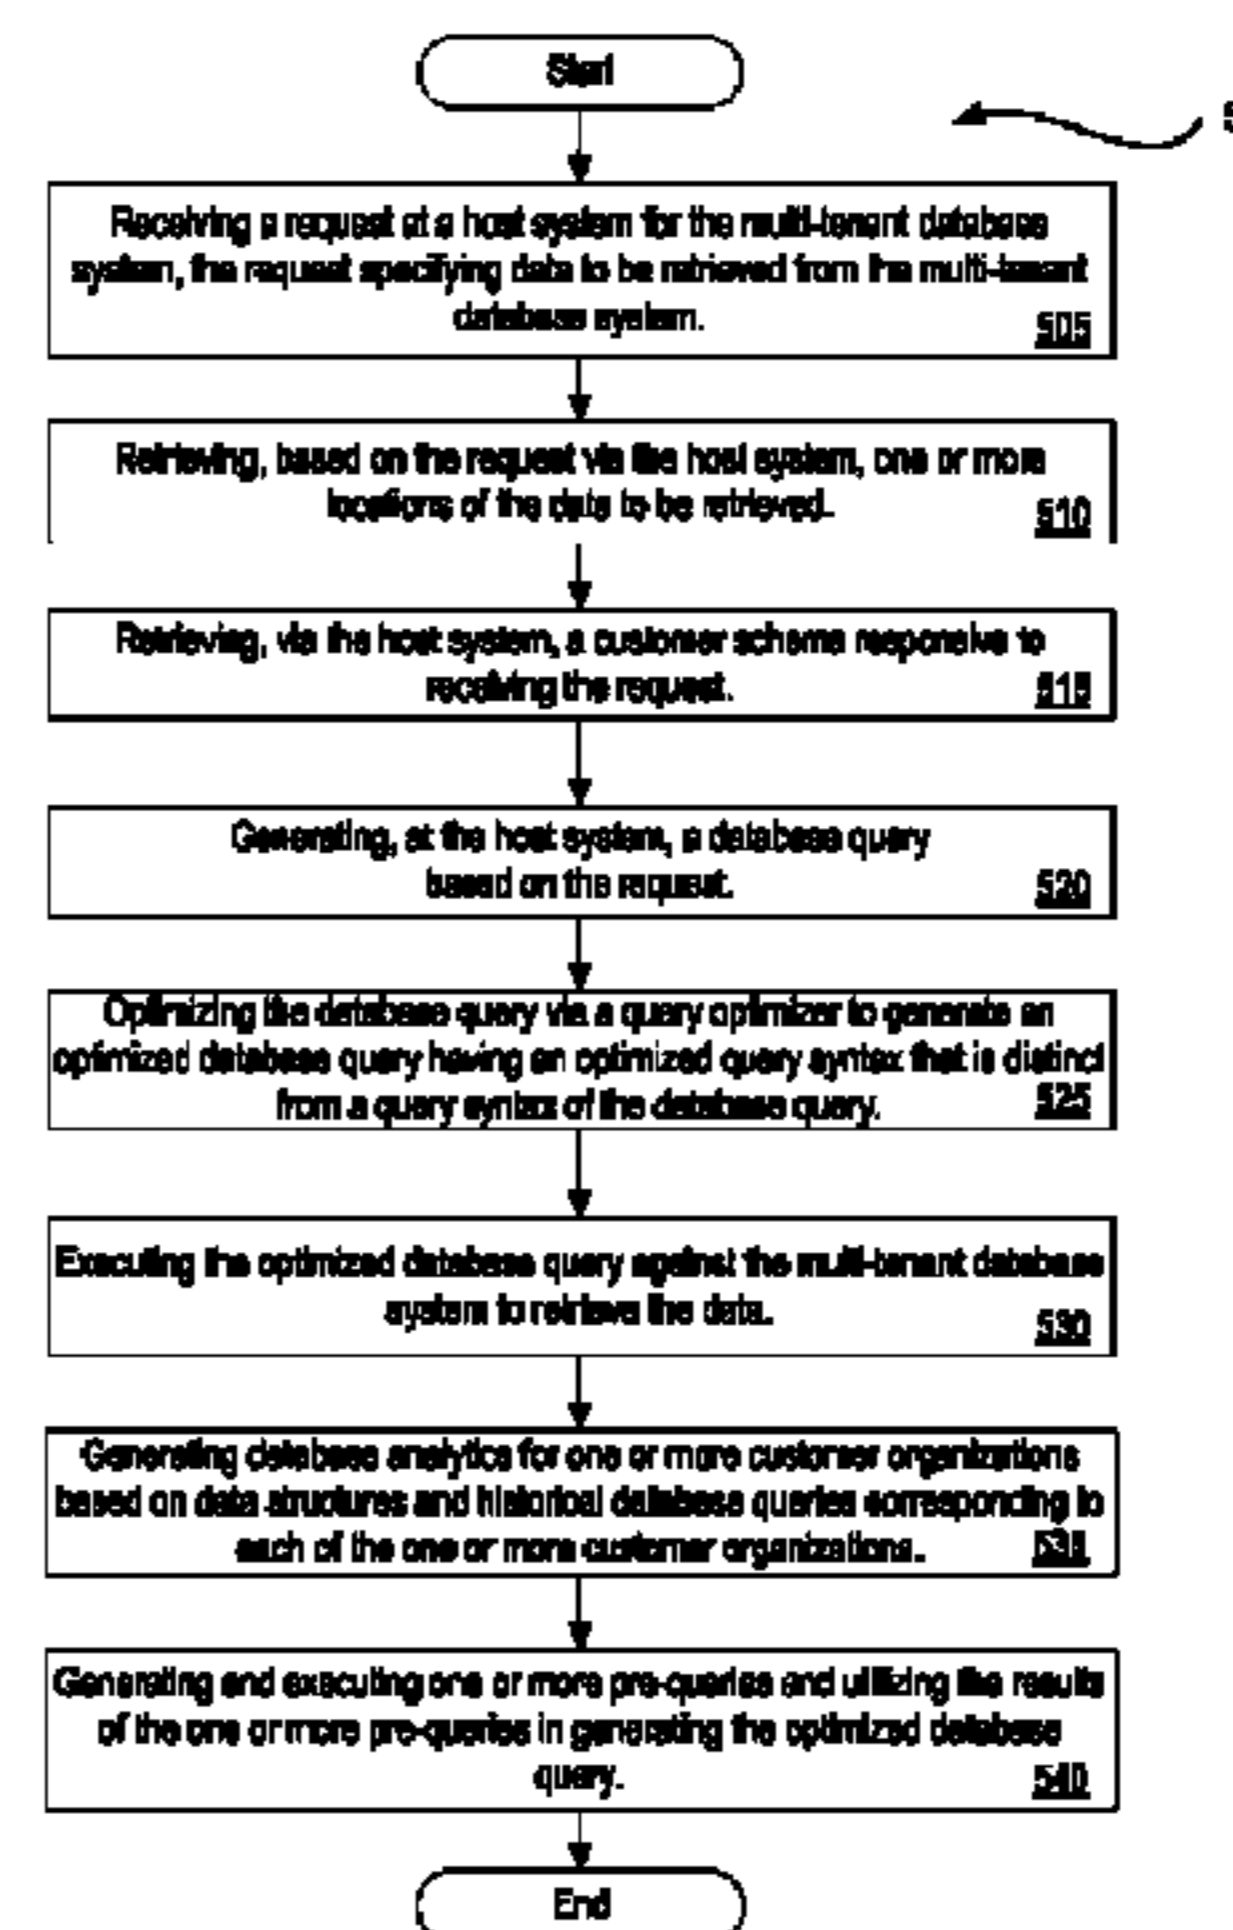 Start
5
Receiving a request at a host system for the multi-tenant database
system, the request specifying data to be retrieved from the multi-tenant
database system.
505
Retrieving, based on the request via the host system, one or more
locations of the data to be retrieved.
510
Retrieving, via the host system, a customer schema responsive to
receiving the request.
515
Generating, at the host system, a database query
based on the request.
520
Optimizing the database query via a query optimizer to generate an
optimized database query having an optimized query syntax that is distinct
from a query syntax of the database query.
525
Executing the optimized database query against the multi-tenant database
system to retrieve the data.
530
Generating database analytics for one or more customer organizations
based on data structures and historical database queries corresponding to
each of the one or more customer organizations.
535
Generating and executing one or more pre-queries and utilizing the results
of the one or more pre-queries in generating the optimized database
query.
540
End